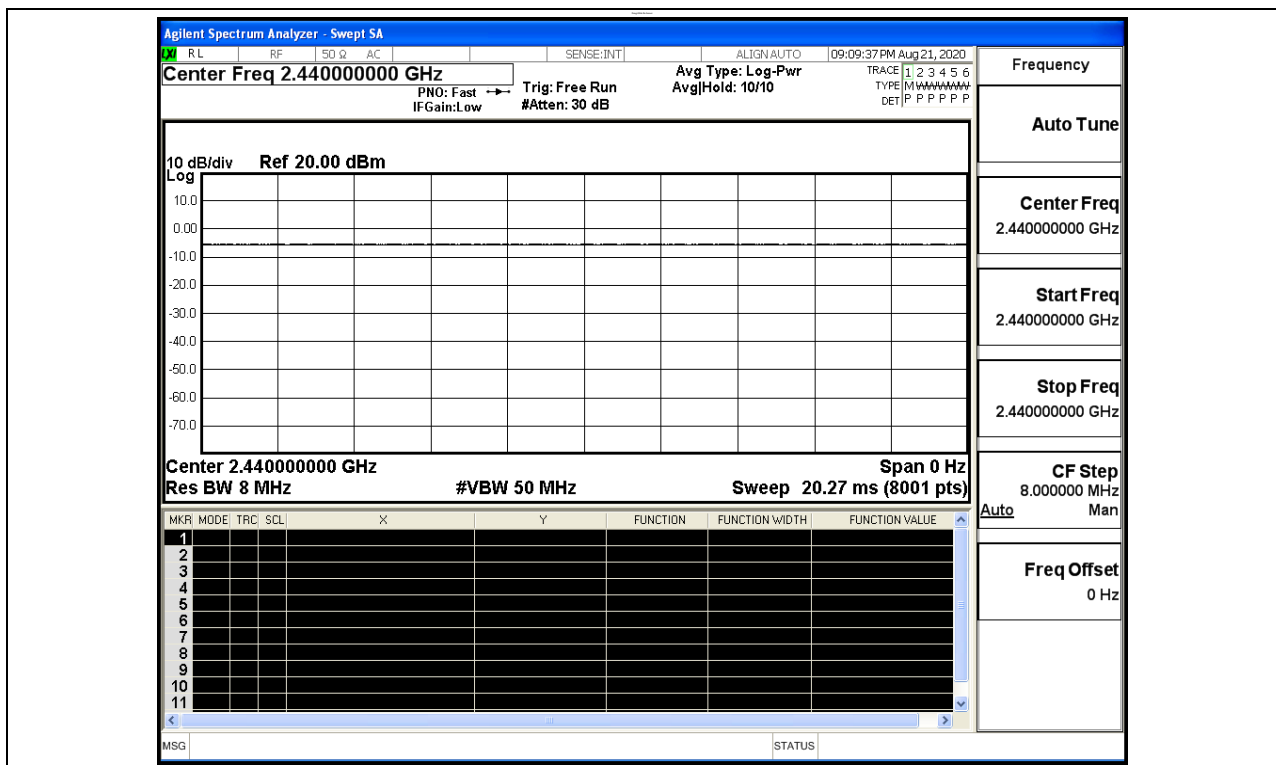 Agilent Spectrum Analyzer - Swept SA
LXI RL RF 50 Ω AC SENSE:INT ALIGN AUTO 09:09:37 PM Aug 21, 2020
Center Freq 2.440000000 GHz
PNO: Fast
IFGain:Low
Trig: Free Run
#Atten: 30 dB
Avg Type: Log-Pwr
Avg|Hold: 10/10
TRACE 1 2 3 4 5 6
TYPE M W W W W W
DET P P P P P P
10 dB/div Ref 20.00 dBm
Log
10.0
0.00
-10.0
-20.0
-30.0
-40.0
-50.0
-60.0
-70.0
Center 2.440000000 GHz Span 0 Hz
Res BW 8 MHz #VBW 50 MHz Sweep 20.27 ms (8001 pts)
MKR MODE TRC SCL X Y FUNCTION FUNCTION WIDTH FUNCTION VALUE
1
2
3
4
5
6
7
8
9
10
11
MSG STATUS
Frequency
Auto Tune
Center Freq
2.440000000 GHz
Start Freq
2.440000000 GHz
Stop Freq
2.440000000 GHz
CF Step
8.000000 MHz
Auto Man
Freq Offset
0 Hz